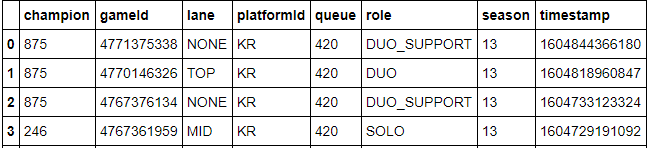 champion gameId lane platformId queue role season timestamp
0 875 4771375338 NONE KR 420 DUO_SUPPORT 13 1604844366180
1 875 4770146326 TOP KR 420 DUO 13 1604818960847
2 875 4767376134 NONE KR 420 DUO_SUPPORT 13 1604733123324
3 246 4767361959 MID KR 420 SOLO 13 1604729191092